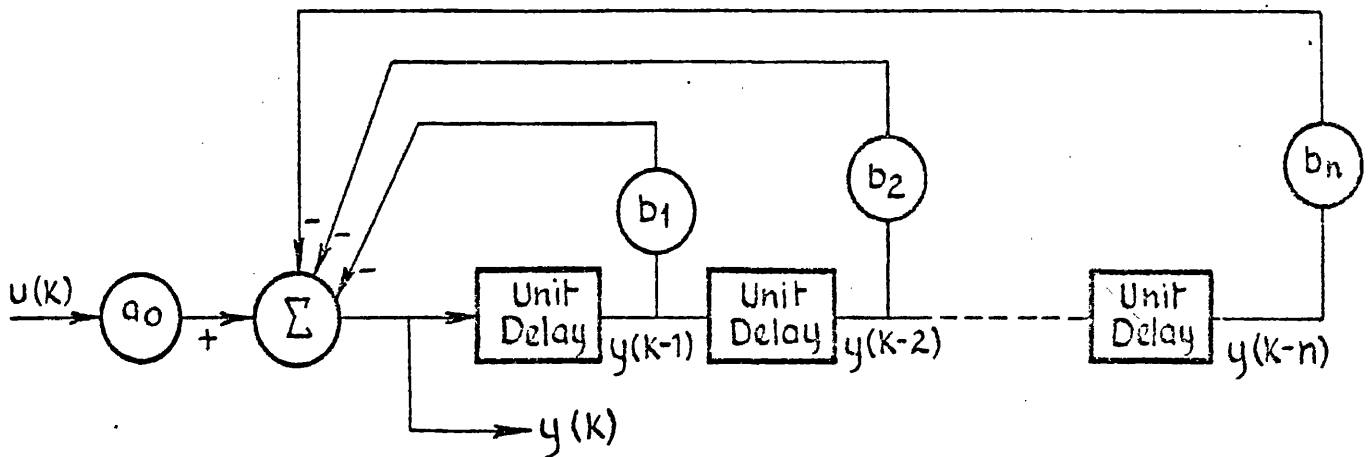 bn
b2
b1
-
-
-
u(K)
a0
+
Σ
Unit
Delay
y(K-1)
Unit
Delay
y(K-2)
Unit
Delay
y(K-n)
y(K)